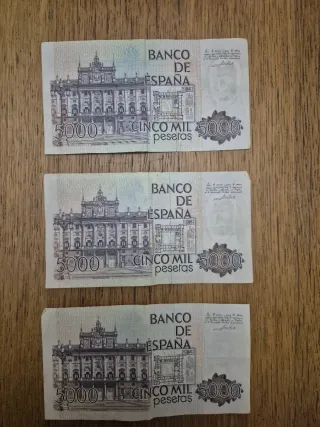 BANCO
DE
ESPAÑA
5000
CINCO MIL
pesetas
5000
BANCO
DE
ESPAÑA
5000
CINCO MIL
pesetas
5000
BANCO
DE
ESPAÑA
5000
CINCO MIL
pesetas
5000